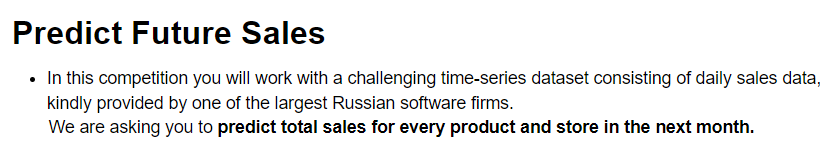 Predict Future Sales
• In this competition you will work with a challenging time-series dataset consisting of daily sales data,
kindly provided by one of the largest Russian software firms.
We are asking you to predict total sales for every product and store in the next month.